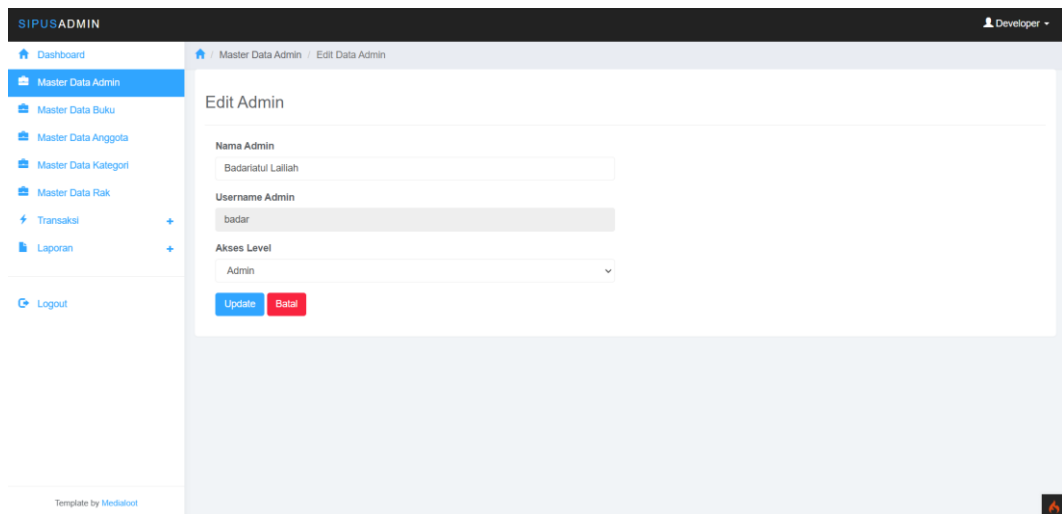 SIPUSADMIN
Developer
Dashboard
Master Data Admin
Master Data Buku
Master Data Anggota
Master Data Kategori
Master Data Rak
Transaksi +
Laporan +
Logout
Template by Medialoot
/ Master Data Admin / Edit Data Admin
Edit Admin
Nama Admin
Badariatul Lailiah
Username Admin
badar
Akses Level
Admin
Update Batal